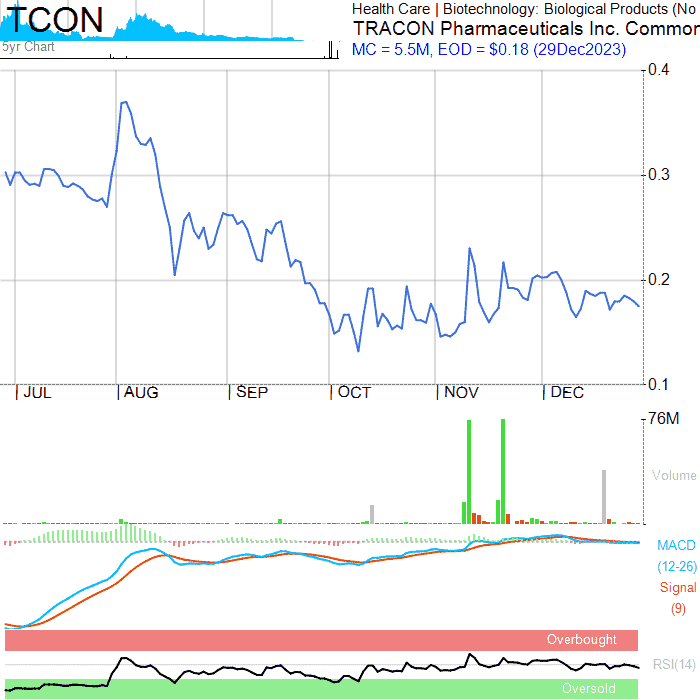 TCON
5yr Chart
Health Care | Biotechnology: Biological Products (No
TRACON Pharmaceuticals Inc. Common
MC = 5.5M, EOD = $0.18 (29Dec2023)
0.4
0.3
0.2
0.1
JUL AUG SEP OCT NOV DEC
76M
Volume
MACD
(12-26)
Signal
(9)
Overbought
RSI(14)
Oversold